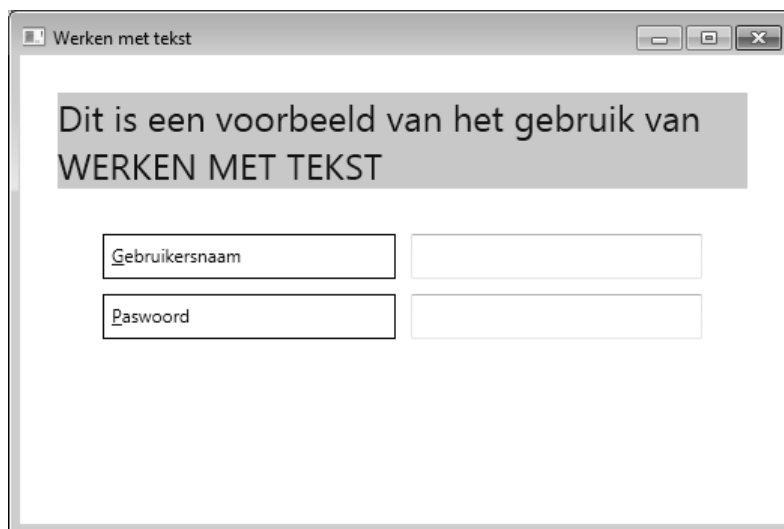 Werken met tekst
Dit is een voorbeeld van het gebruik van
WERKEN MET TEKST
Gebruikersnaam
Paswoord